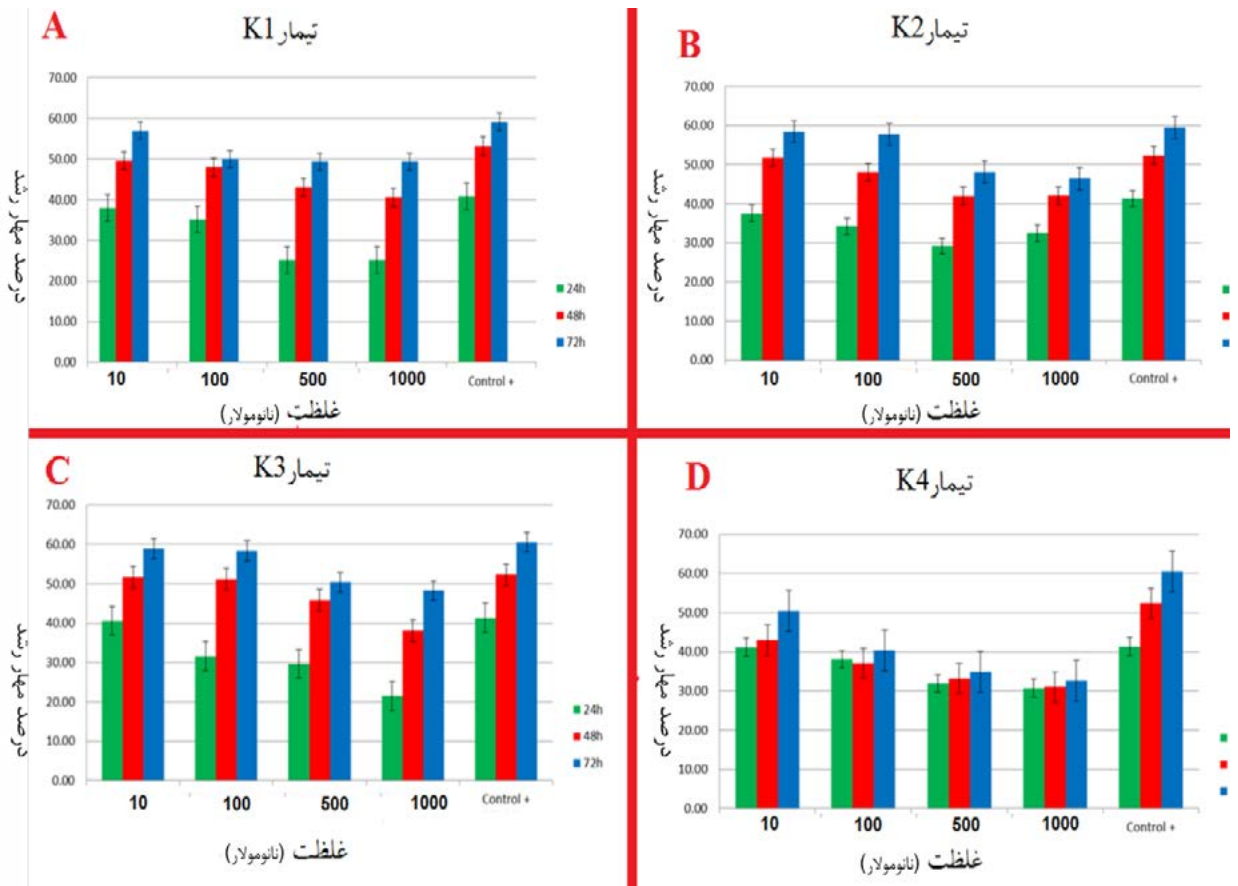 A
تیمار K1
70.00
60.00
50.00
40.00
30.00
20.00
10.00
0.00
درصد مهار رشد
24h
48h
72h
10 100 500 1000 Control +
غلظت (نانومولار)
B
تیمار K2
70.00
60.00
50.00
40.00
30.00
20.00
10.00
0.00
درصد مهار رشد
10 100 500 1000 Control +
غلظت (نانومولار)
C
تیمار K3
70.00
60.00
50.00
40.00
30.00
20.00
10.00
0.00
درصد مهار رشد
24h
48h
72h
10 100 500 1000 Control +
غلظت (نانومولار)
D
تیمار K4
70.00
60.00
50.00
40.00
30.00
20.00
10.00
0.00
درصد مهار رشد
10 100 500 1000 Control +
غلظت (نانومولار)